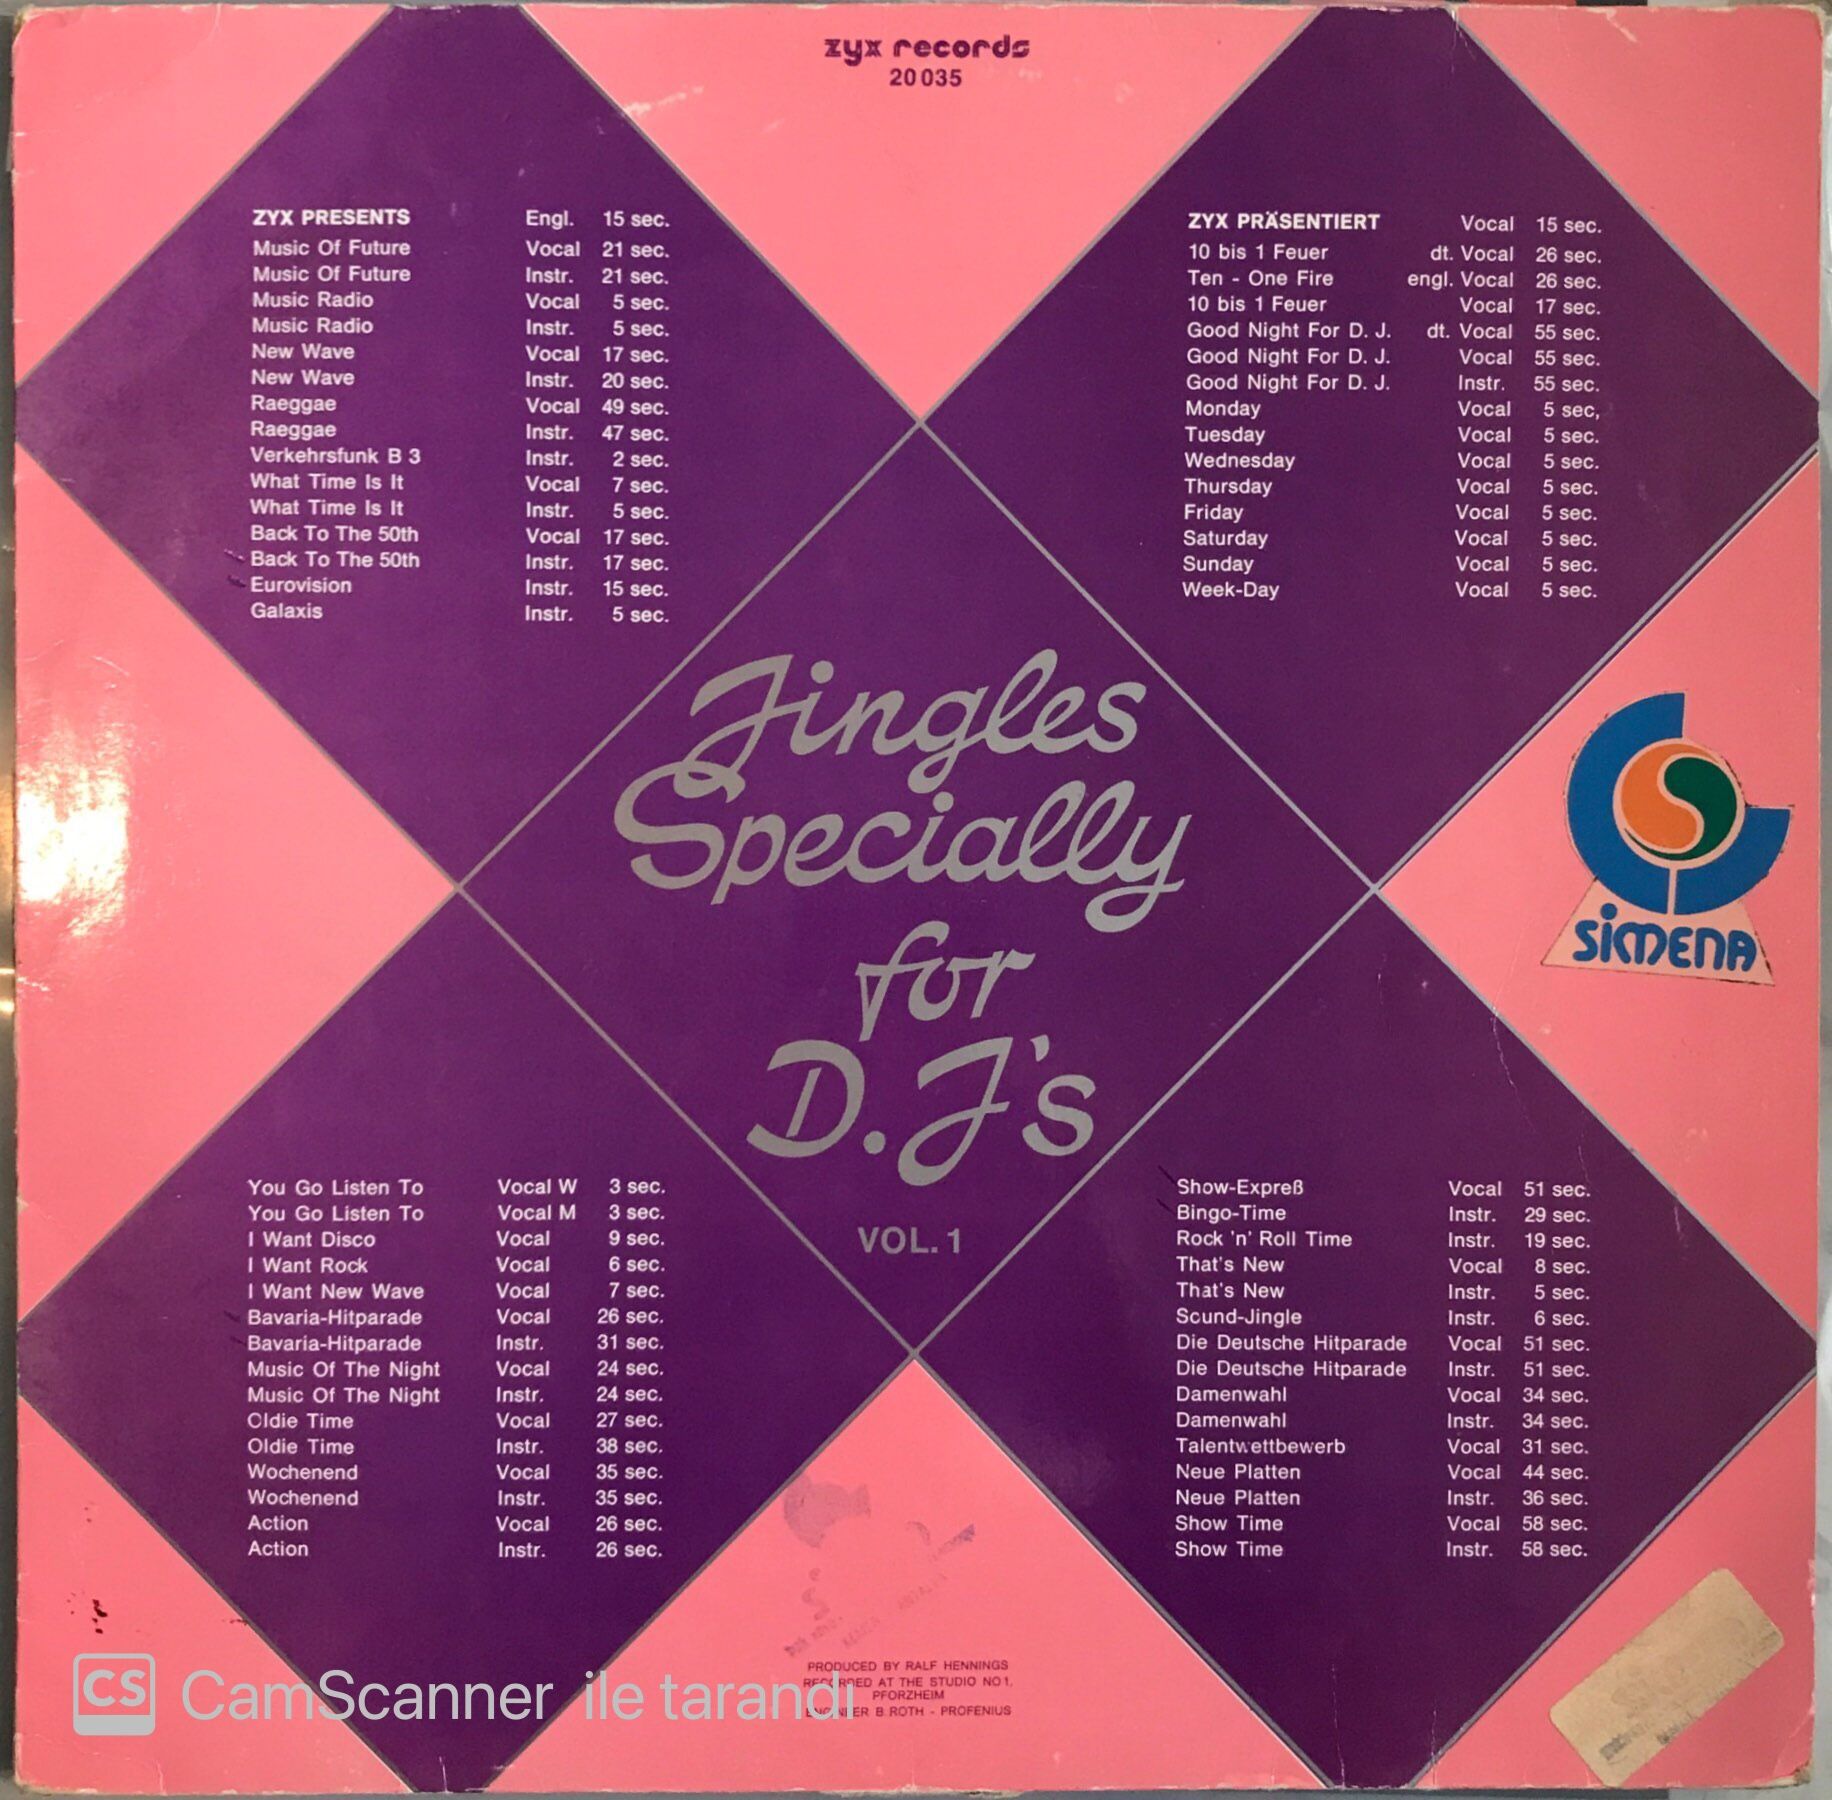 zyx records
20 035
ZYX PRESENTS Engl. 15 sec.
Music Of Future Vocal 21 sec.
Music Of Future Instr. 21 sec.
Music Radio Vocal 5 sec.
Music Radio Instr. 5 sec.
New Wave Vocal 17 sec.
New Wave Instr. 20 sec.
Raeggae Vocal 49 sec.
Raeggae Instr. 47 sec.
Verkehrsfunk B 3 Instr. 2 sec.
What Time Is It Vocal 7 sec.
What Time Is It Instr. 5 sec.
Back To The 50th Vocal 17 sec.
Back To The 50th Instr. 17 sec.
Eurovision Instr. 15 sec.
Galaxis Instr. 5 sec.
ZYX PRÄSENTIERT Vocal 15 sec.
10 bis 1 Feuer dt. Vocal 26 sec.
Ten - One Fire engl. Vocal 26 sec.
10 bis 1 Feuer Vocal 17 sec.
Good Night For D. J. dt. Vocal 55 sec.
Good Night For D. J. Vocal 55 sec.
Good Night For D. J. Instr. 55 sec.
Monday Vocal 5 sec,
Tuesday Vocal 5 sec.
Wednesday Vocal 5 sec.
Thursday Vocal 5 sec.
Friday Vocal 5 sec.
Saturday Vocal 5 sec.
Sunday Vocal 5 sec.
Week-Day Vocal 5 sec.
Jingles
Specially
for
D.J's
VOL. 1
SIMENA
You Go Listen To Vocal W 3 sec.
You Go Listen To Vocal M 3 sec.
I Want Disco Vocal 9 sec.
I Want Rock Vocal 6 sec.
I Want New Wave Vocal 7 sec.
Bavaria-Hitparade Vocal 26 sec.
Bavaria-Hitparade Instr. 31 sec.
Music Of The Night Vocal 24 sec.
Music Of The Night Instr. 24 sec.
Oldie Time Vocal 27 sec.
Oldie Time Instr. 38 sec.
Wochenend Vocal 35 sec.
Wochenend Instr. 35 sec.
Action Vocal 26 sec.
Action Instr. 26 sec.
Show-Expreß Vocal 51 sec.
Bingo-Time Instr. 29 sec.
Rock 'n' Roll Time Instr. 19 sec.
That's New Vocal 8 sec.
That's New Instr. 5 sec.
Scund-Jingle Instr. 6 sec.
Die Deutsche Hitparade Vocal 51 sec.
Die Deutsche Hitparade Instr. 51 sec.
Damenwahl Vocal 34 sec.
Damenwahl Instr. 34 sec.
Talentwettbewerb Vocal 31 sec.
Neue Platten Vocal 44 sec.
Neue Platten Instr. 36 sec.
Show Time Vocal 58 sec.
Show Time Instr. 58 sec.
PRODUCED BY RALF HENNINGS
RECORDED AT THE STUDIO NO 1.
PFORZHEIM
ENGINEER B. ROTH - PROFENIUS
CS CamScanner ile tarandı